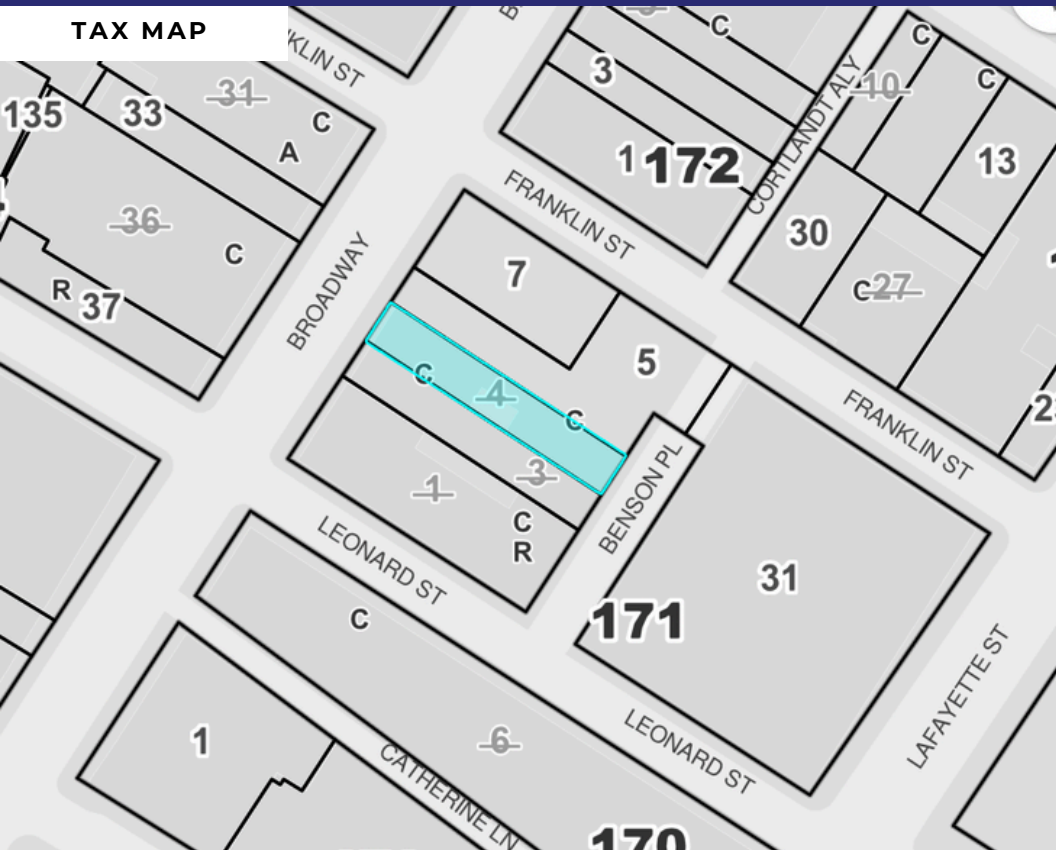 TAX MAP
C
C
3
C
10
31
135
33
C
A
1
172
CORTLANDT ALY
13
FRANKLIN ST
36
C
30
R
37
BROADWAY
7
C
27
5
C
4
C
FRANKLIN ST
3
1
C
R
BENSON PL
LEONARD ST
31
171
C
LEONARD ST
LAFAYETTE ST
1
6
CATHERINE LN
170